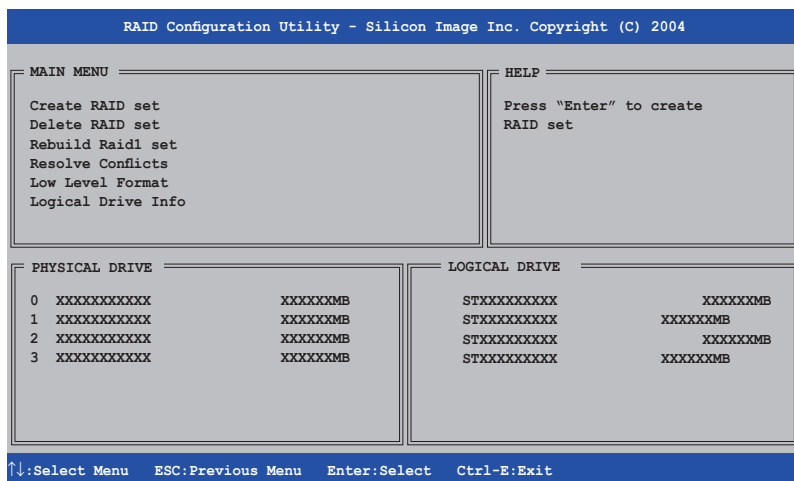 RAID Configuration Utility - Silicon Image Inc. Copyright (C) 2004
MAIN MENU
Create RAID set
Delete RAID set
Rebuild Raid1 set
Resolve Conflicts
Low Level Format
Logical Drive Info
HELP
Press “Enter” to create
RAID set
PHYSICAL DRIVE
0 XXXXXXXXXXX XXXXXXMB
1 XXXXXXXXXXX XXXXXXMB
2 XXXXXXXXXXX XXXXXXMB
3 XXXXXXXXXXX XXXXXXMB
LOGICAL DRIVE
STXXXXXXXXX XXXXXXMB
STXXXXXXXXX XXXXXXMB
STXXXXXXXXX XXXXXXMB
STXXXXXXXXX XXXXXXMB
↑↓:Select Menu ESC:Previous Menu Enter:Select Ctrl-E:Exit